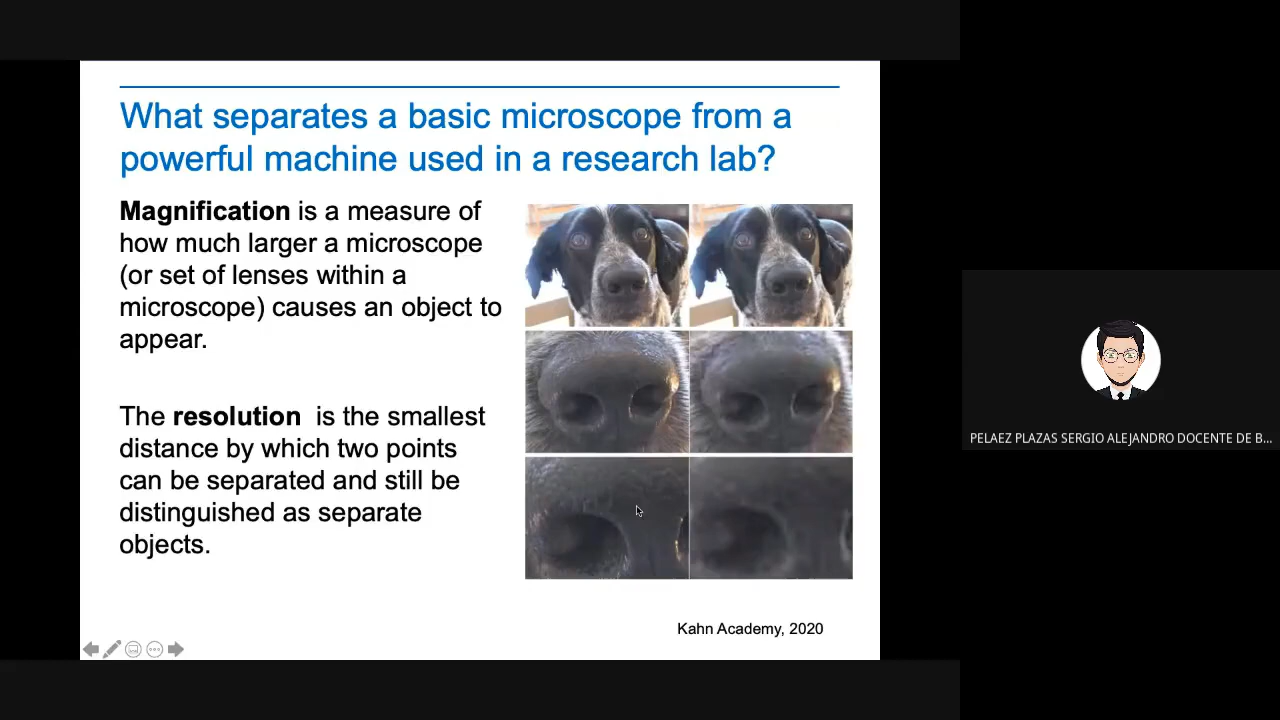 What separates a basic microscope from a
powerful machine used in a research lab?
Magnification is a measure of
how much larger a microscope
(or set of lenses within a
microscope) causes an object to
appear.
The resolution is the smallest
distance by which two points
can be separated and still be
distinguished as separate
objects.
Kahn Academy, 2020
PELAEZ PLAZAS SERGIO ALEJANDRO DOCENTE DE B...